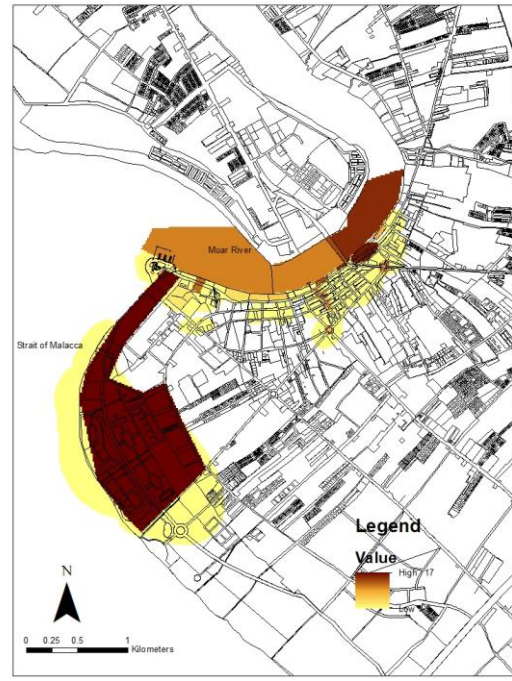 Muar River
Strait of Malacca
Legend
Value
High : 17
Low
N
0 0.25 0.5 1
Kilometers